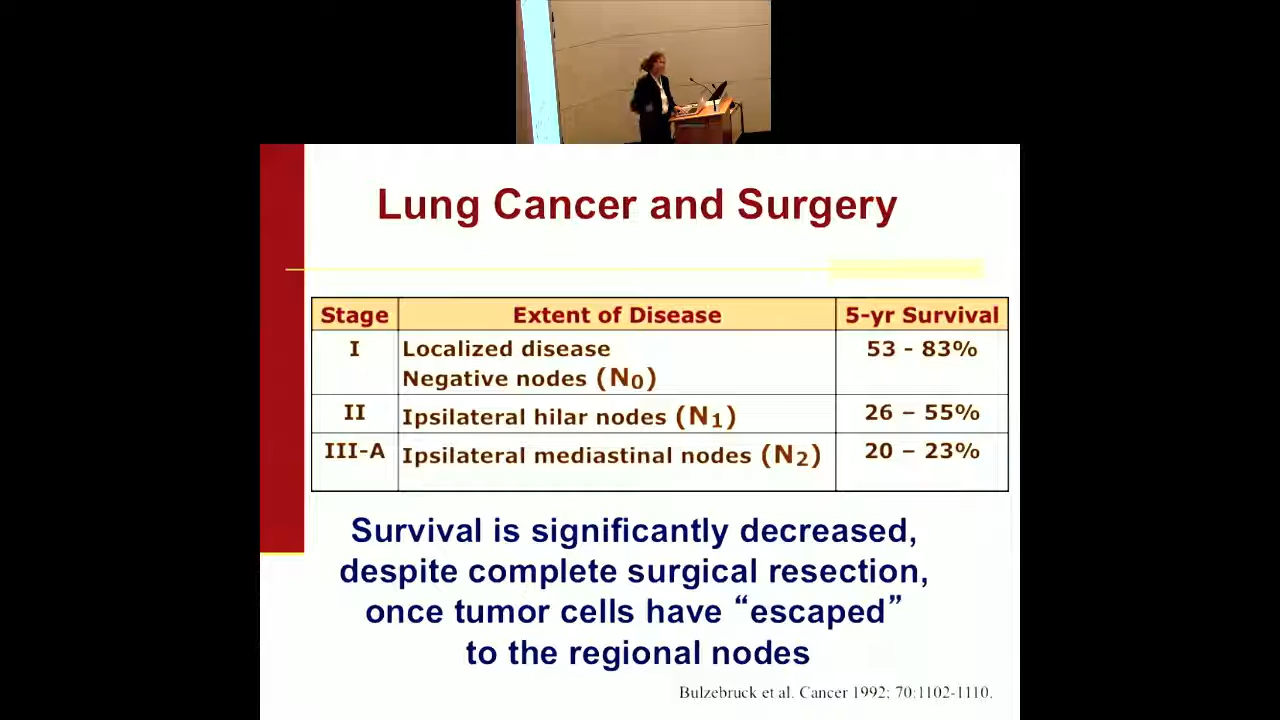 Lung Cancer and Surgery
Stage Extent of Disease 5-yr Survival
I Localized disease 53 - 83%
Negative nodes (N0)
II Ipsilateral hilar nodes (N1) 26 – 55%
III-A Ipsilateral mediastinal nodes (N2) 20 – 23%
Survival is significantly decreased,
despite complete surgical resection,
once tumor cells have “escaped”
to the regional nodes
Bulzebruck et al. Cancer 1992; 70:1102-1110.